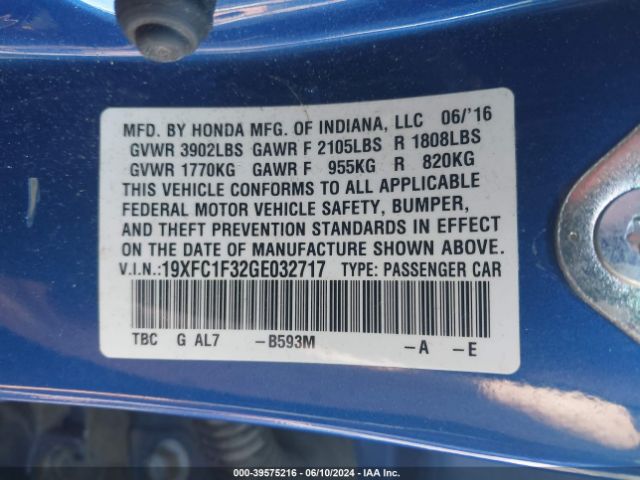 MFD. BY HONDA MFG. OF INDIANA, LLC 06/'16
GVWR 3902LBS GAWR F 2105LBS R 1808LBS
GVWR 1770KG GAWR F 955KG R 820KG
THIS VEHICLE CONFORMS TO ALL APPLICABLE
FEDERAL MOTOR VEHICLE SAFETY, BUMPER,
AND THEFT PREVENTION STANDARDS IN EFFECT
ON THE DATE OF MANUFACTURE SHOWN ABOVE.
V.I.N.:19XFC1F32GE032717 TYPE: PASSENGER CAR
TBC G AL7 -B593M -A -E
000-39575216 - 06/10/2024 - IAA Inc.